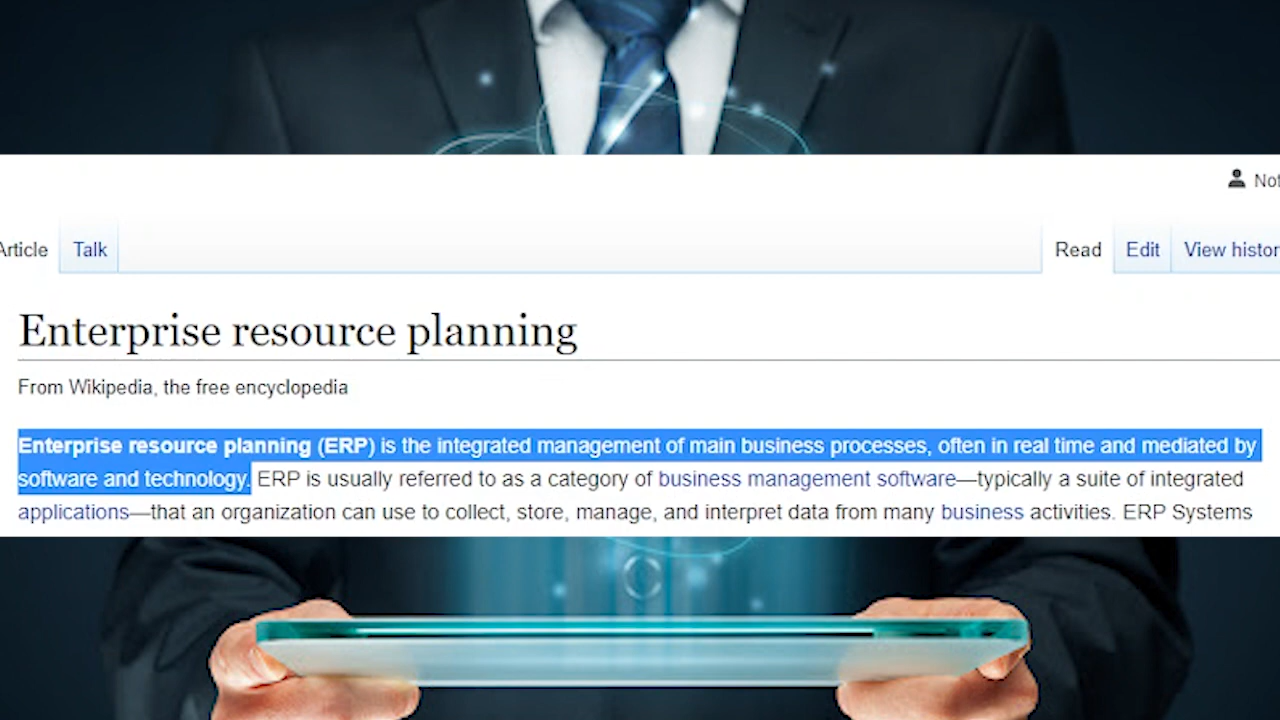 Not
Article Talk Read Edit View histor
Enterprise resource planning
From Wikipedia, the free encyclopedia
Enterprise resource planning (ERP) is the integrated management of main business processes, often in real time and mediated by
software and technology. ERP is usually referred to as a category of business management software—typically a suite of integrated
applications—that an organization can use to collect, store, manage, and interpret data from many business activities. ERP Systems